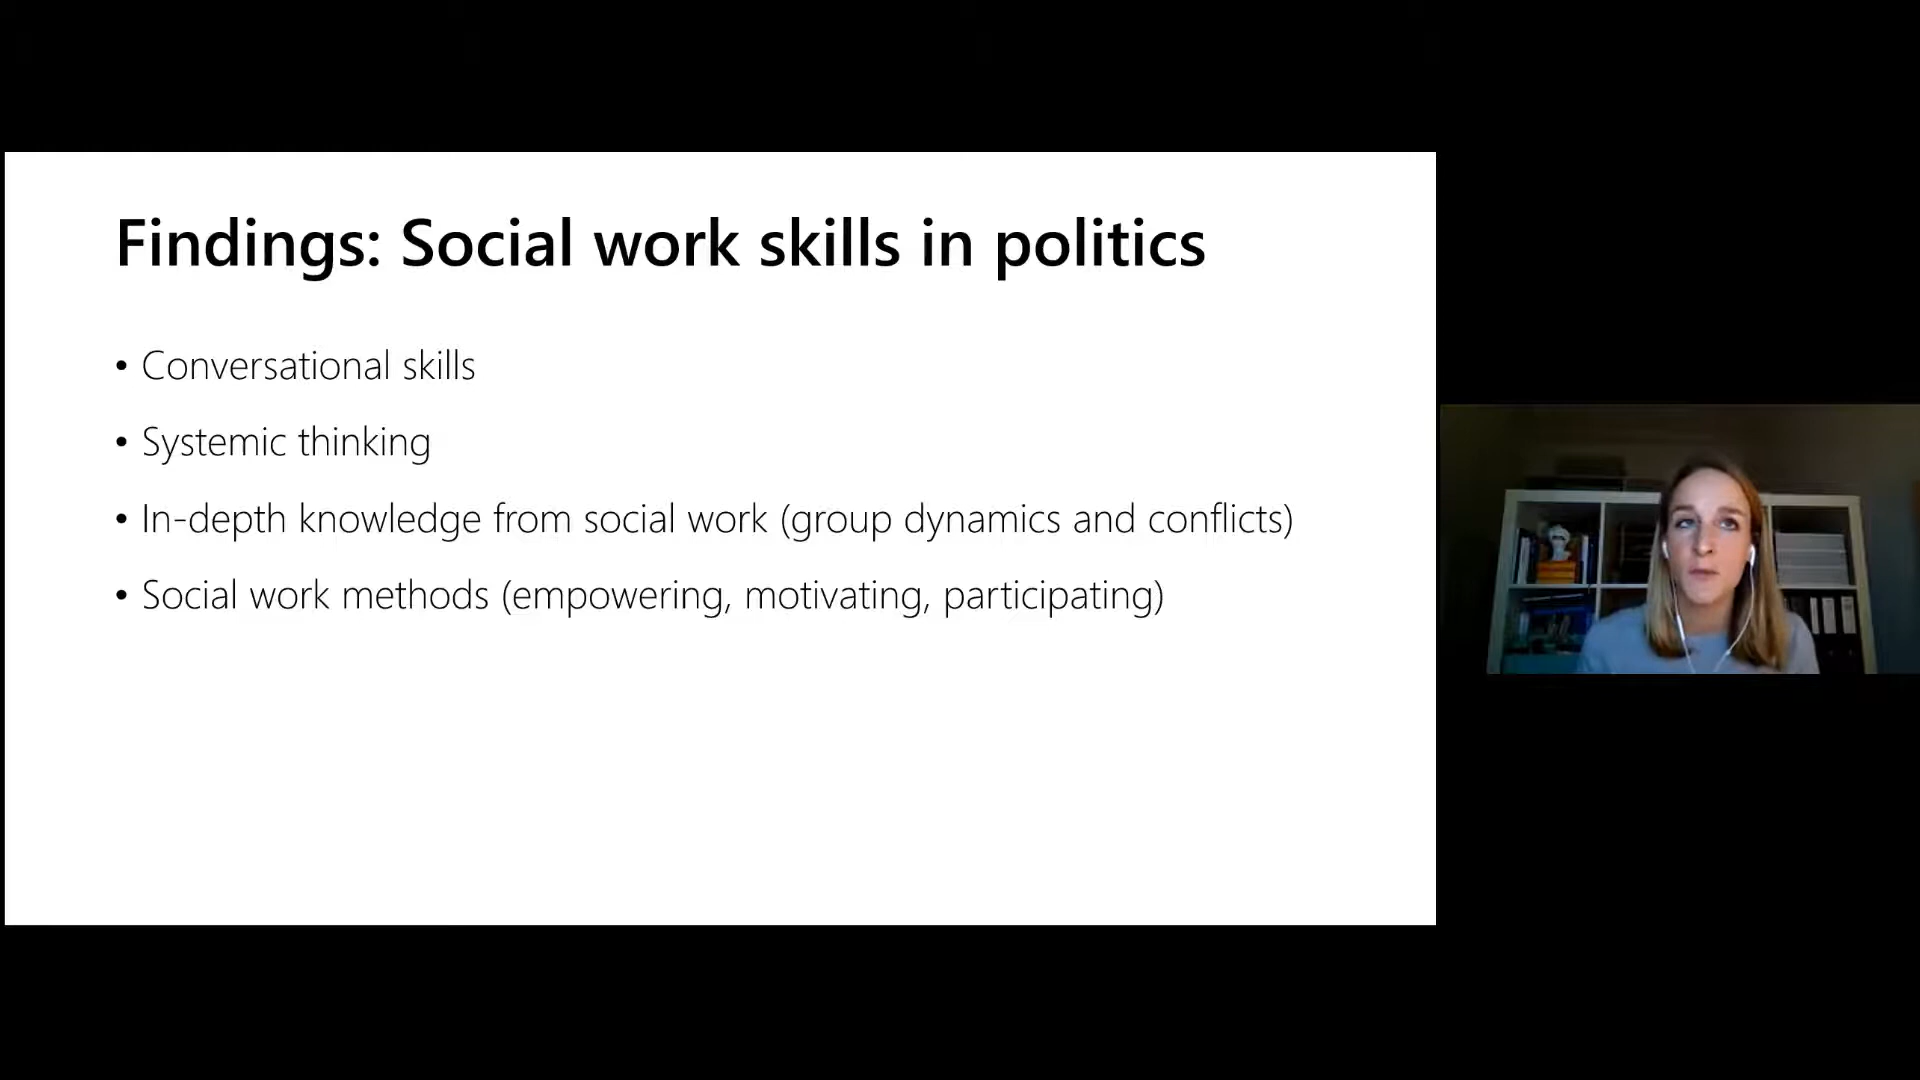 Findings: Social work skills in politics
• Conversational skills
• Systemic thinking
• In-depth knowledge from social work (group dynamics and conflicts)
• Social work methods (empowering, motivating, participating)